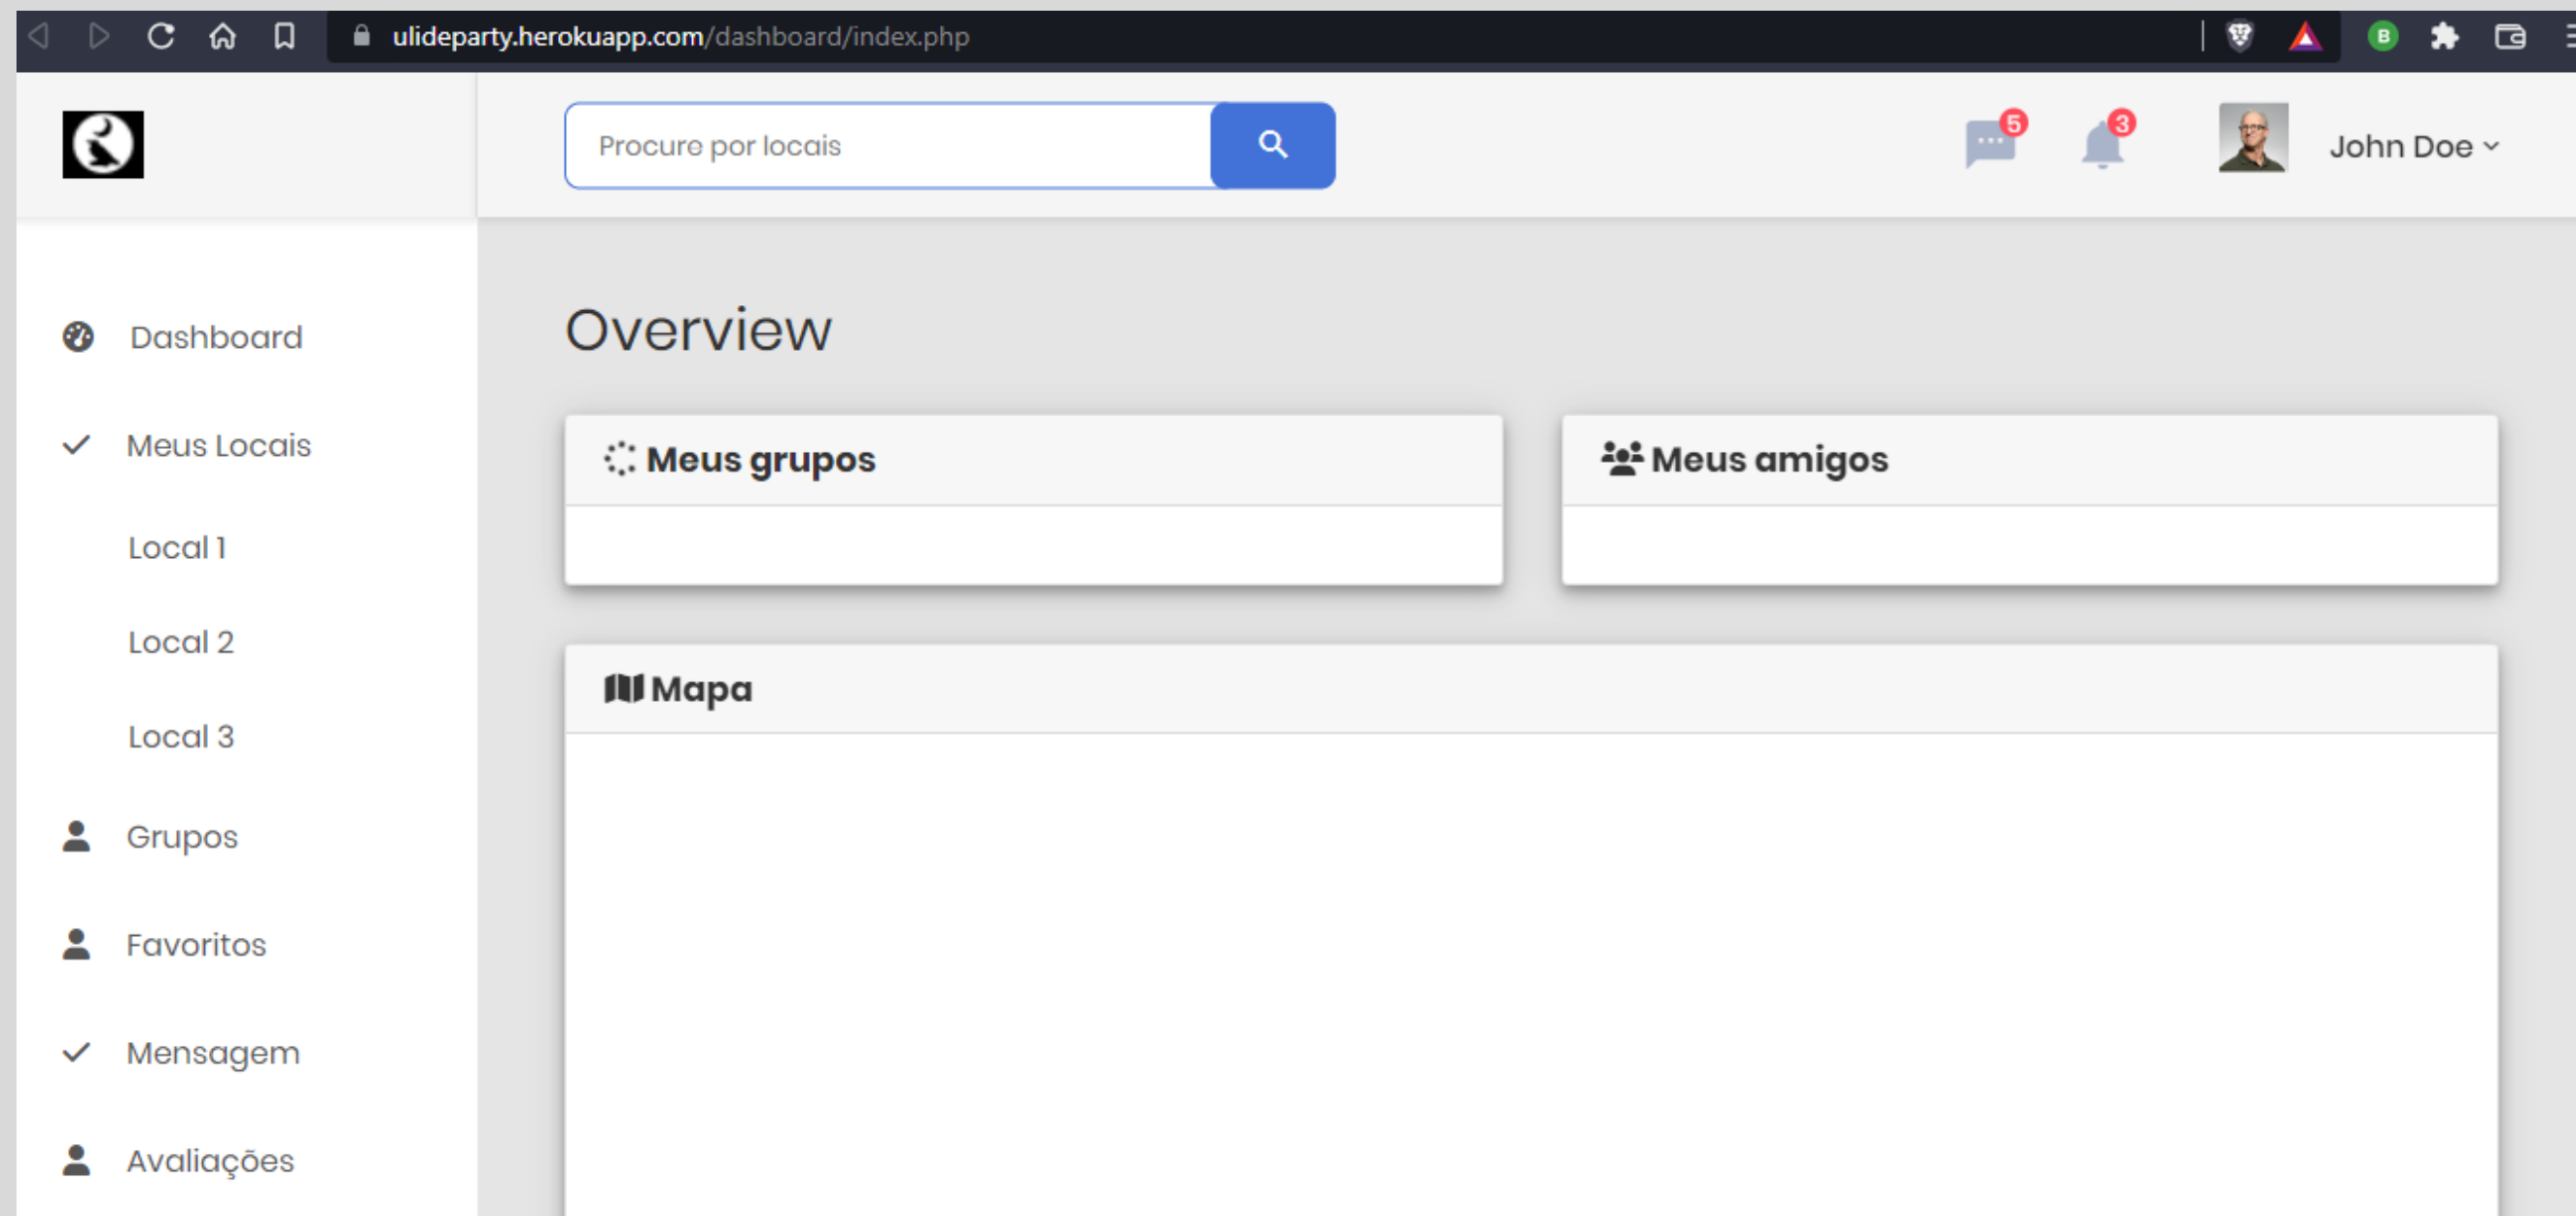 ulideparty.herokuapp.com/dashboard/index.php
B
Procure por locais
5
3
John Doe
Dashboard
Meus Locais
Local 1
Local 2
Local 3
Grupos
Favoritos
Mensagem
Avaliações
Overview
Meus grupos
Meus amigos
Mapa